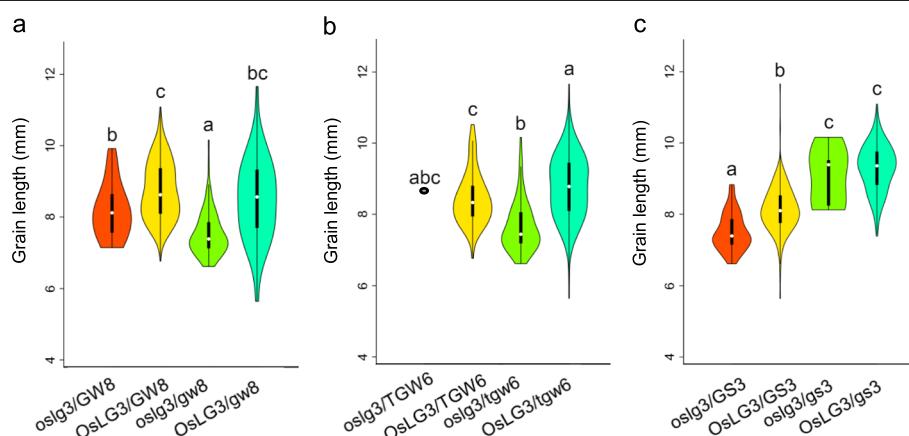 a
Grain length (mm)
12
10
8
6
4
b
c
a
bc
oslg3/GW8
OsLG3/GW8
oslg3/gw8
OsLG3/gw8
b
Grain length (mm)
12
10
8
6
4
abc
c
b
a
oslg3/TGW6
OsLG3/TGW6
oslg3/tgw6
OsLG3/tgw6
c
Grain length (mm)
12
10
8
6
4
a
b
c
c
oslg3/GS3
OsLG3/GS3
oslg3/gs3
OsLG3/gs3